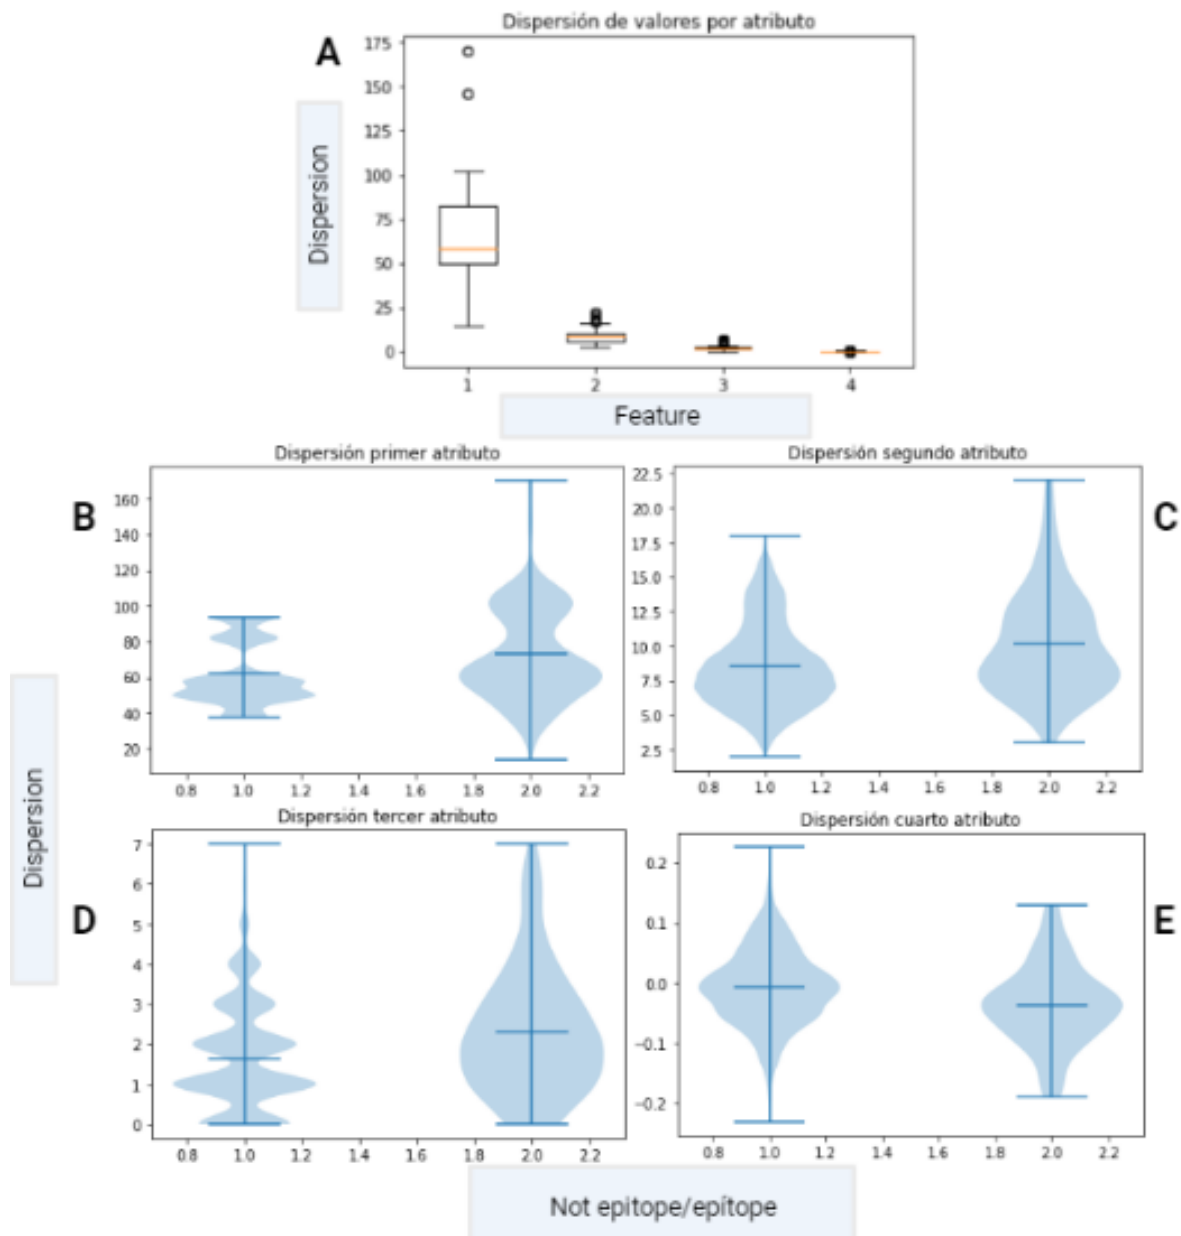 Dispersión de valores por atributo
A
175
150
125
100
75
50
25
0
Dispersion
1 2 3 4
Feature
Dispersión primer atributo
B
160
140
120
100
80
60
40
20
0.8 1.0 1.2 1.4 1.6 1.8 2.0 2.2
Dispersión segundo atributo
C
22.5
20.0
17.5
15.0
12.5
10.0
7.5
5.0
2.5
0.8 1.0 1.2 1.4 1.6 1.8 2.0 2.2
Dispersion
Dispersión tercer atributo
D
7
6
5
4
3
2
1
0
0.8 1.0 1.2 1.4 1.6 1.8 2.0 2.2
Dispersión cuarto atributo
E
0.2
0.1
0.0
−0.1
−0.2
0.8 1.0 1.2 1.4 1.6 1.8 2.0 2.2
Not epitope/epítope